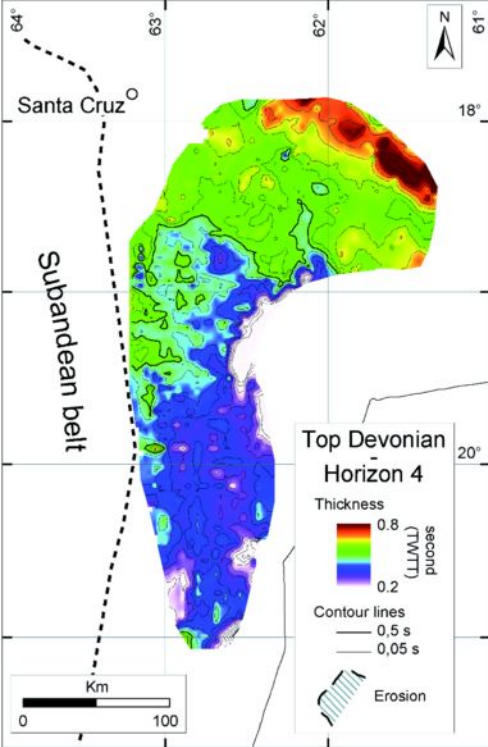 64°
63°
62°
N
Santa Cruz
18°
Subandean belt
20°
Top Devonian
-
Horizon 4
Thickness
0.8
second
(TWTT)
0.2
Contour lines
0,5 s
0,05 s
Erosion
Km
0
100